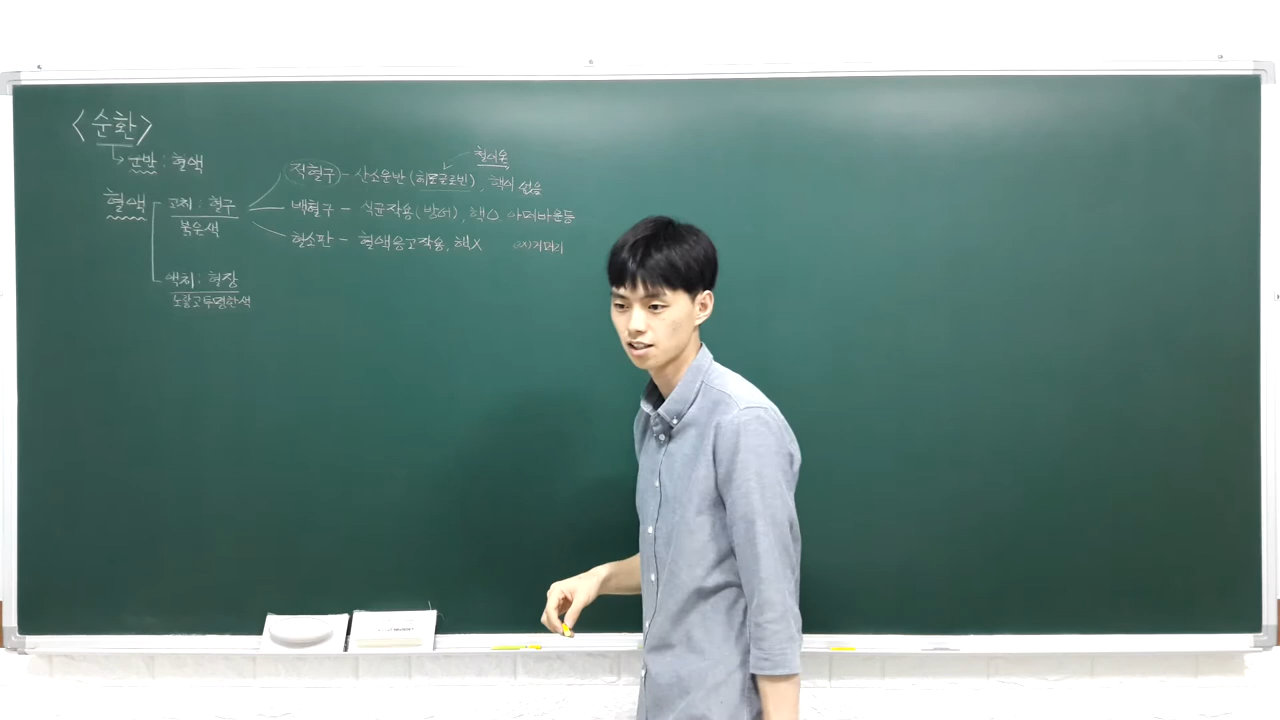 <순환>
운반 : 혈액
철이온
적혈구 - 산소운반 (헤모글로빈), 핵이 없음
혈액 고체 : 혈구
백혈구 - 식균작용(방어), 핵O, 아메바운동
붉은색
혈소판 - 혈액응고작용, 핵X
액체 : 혈장
노랗고 투명한색